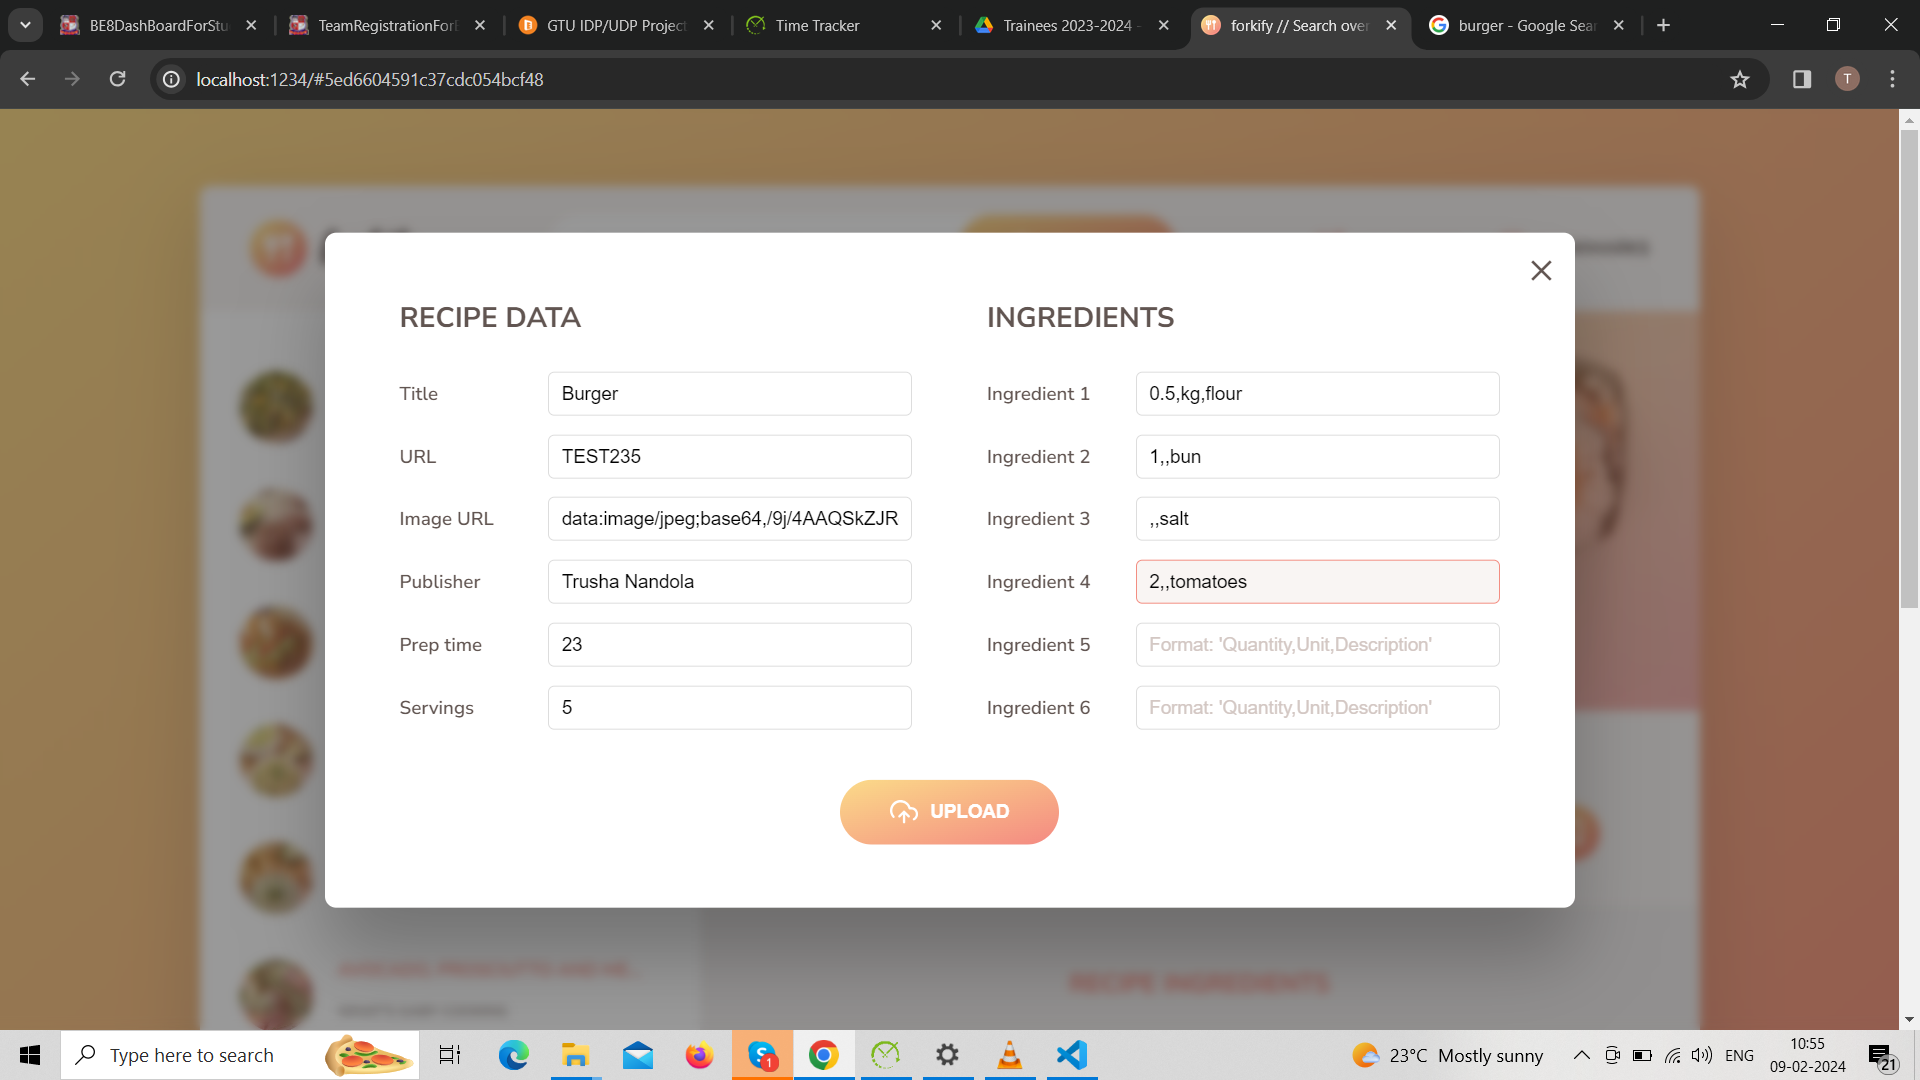 BE8DashBoardForStu
TeamRegistrationForI
GTU IDP/UDP Project
Time Tracker
Trainees 2023-2024 -
forkify // Search over
burger - Google Sear
localhost:1234/#5ed6604591c37cdc054bcf48
T
RECIPE DATA
Title Burger
URL TEST235
Image URL data:image/jpeg;base64,/9j/4AAQSkZJR
Publisher Trusha Nandola
Prep time 23
Servings 5
INGREDIENTS
Ingredient 1 0.5,kg,flour
Ingredient 2 1,,bun
Ingredient 3 ,,salt
Ingredient 4 2,,tomatoes
Ingredient 5 Format: 'Quantity,Unit,Description'
Ingredient 6 Format: 'Quantity,Unit,Description'
UPLOAD
RECIPE INGREDIENTS
Type here to search
1
23°C Mostly sunny
ENG
10:55
09-02-2024
21